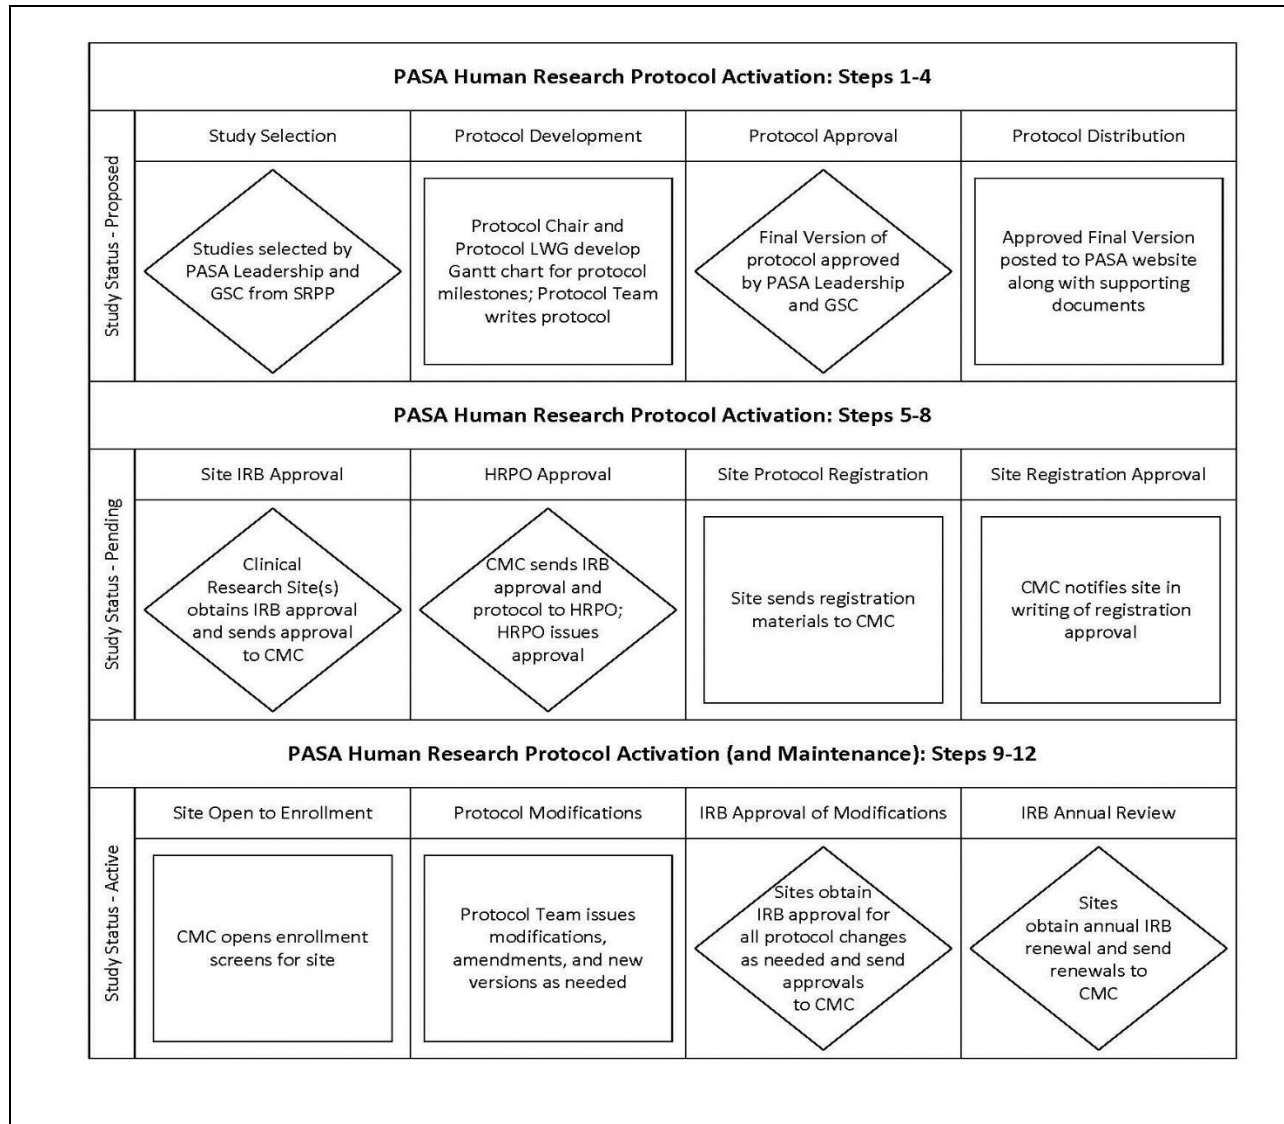 PASA Human Research Protocol Activation: Steps 1-4
Study Status - Proposed
Study Selection
Protocol Development
Protocol Approval
Protocol Distribution
Studies selected by
PASA Leadership and
GSC from SRPP
Protocol Chair and
Protocol LWG develop
Gantt chart for protocol
milestones; Protocol Team
writes protocol
Final Version of
protocol approved
by PASA Leadership
and GSC
Approved Final Version
posted to PASA website
along with supporting
documents
PASA Human Research Protocol Activation: Steps 5-8
Study Status - Pending
Site IRB Approval
HRPO Approval
Site Protocol Registration
Site Registration Approval
Clinical
Research Site(s)
obtains IRB approval
and sends approval
to CMC
CMC sends IRB
approval and
protocol to HRPO;
HRPO issues
approval
Site sends registration
materials to CMC
CMC notifies site in
writing of registration
approval
PASA Human Research Protocol Activation (and Maintenance): Steps 9-12
Study Status - Active
Site Open to Enrollment
Protocol Modifications
IRB Approval of Modifications
IRB Annual Review
CMC opens enrollment
screens for site
Protocol Team issues
modifications,
amendments, and new
versions as needed
Sites obtain
IRB approval for
all protocol changes
as needed and send
approvals
to CMC
Sites
obtain annual IRB
renewal and send
renewals to
CMC